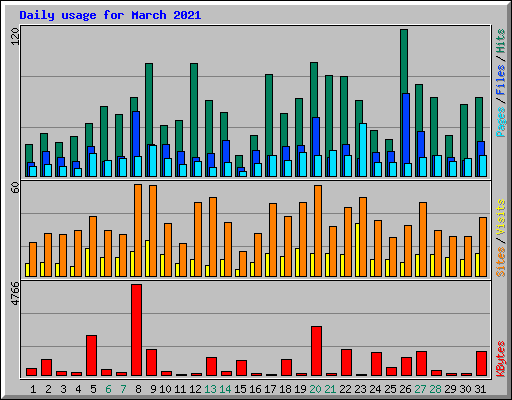 Daily usage for March 2021
120
Pages / Files / Hits
60
Sites / Visits
4766
KBytes
1 2 3 4 5 6 7 8 9 10 11 12 13 14 15 16 17 18 19 20 21 22 23 24 25 26 27 28 29 30 31